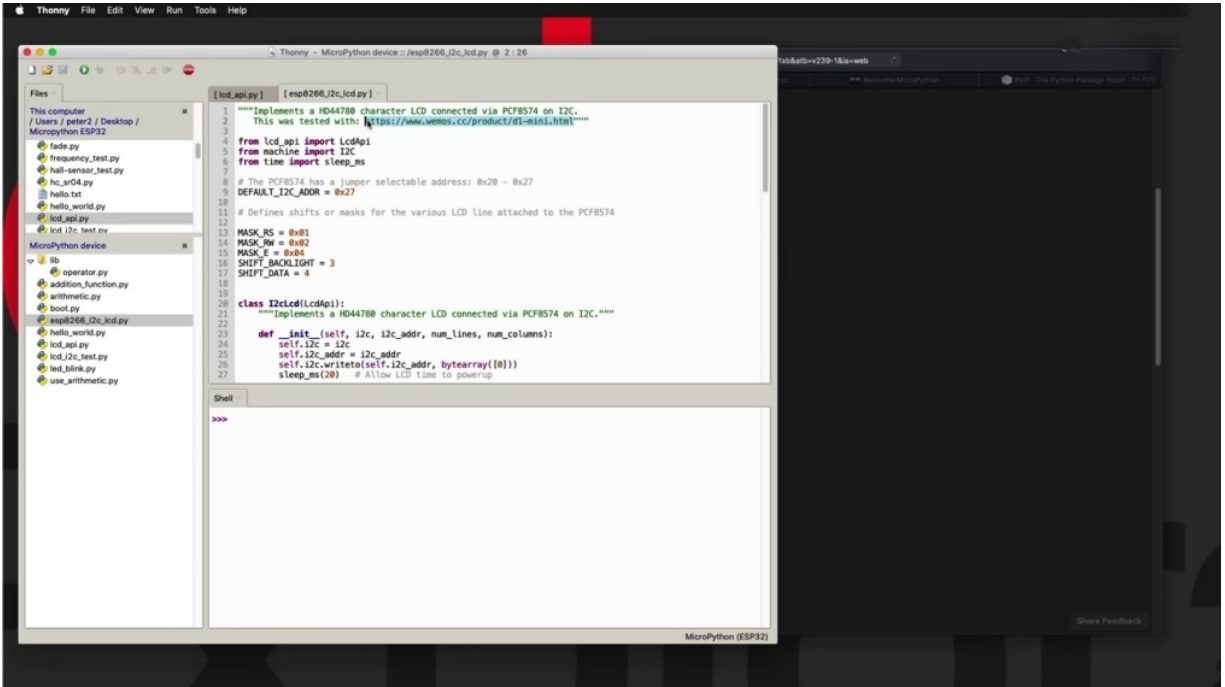 Thonny File Edit View Run Tools Help
Thonny - MicroPython device :: /esp8266_i2c_lcd.py @ 2 : 26
fab&atb=v239-1&ia=web
Awesome MicroPython
Files
This computer
/ Users / peter2 / Desktop /
Micropython ESP32
fade.py
frequency_test.py
hall-sensor_test.py
hc_sr04.py
hello.txt
hello_world.py
lcd_api.py
lcd_i2c_test.py
MicroPython device
lib
operator.py
addition_function.py
arithmetic.py
boot.py
esp8266_i2c_lcd.py
hello_world.py
lcd_api.py
lcd_i2c_test.py
led_blink.py
use_arithmetic.py
[ lcd_api.py ] [ esp8266_i2c_lcd.py ]
1 """Implements a HD44780 character LCD connected via PCF8574 on I2C.
2 This was tested with: https://www.wemos.cc/product/d1-mini.html"""
3
4 from lcd_api import LcdApi
5 from machine import I2C
6 from time import sleep_ms
7
8 # The PCF8574 has a jumper selectable address: 0x20 - 0x27
9 DEFAULT_I2C_ADDR = 0x27
10
11 # Defines shifts or masks for the various LCD line attached to the PCF8574
12
13 MASK_RS = 0x01
14 MASK_RW = 0x02
15 MASK_E = 0x04
16 SHIFT_BACKLIGHT = 3
17 SHIFT_DATA = 4
18
19
20 class I2cLcd(LcdApi):
21 """Implements a HD44780 character LCD connected via PCF8574 on I2C."""
22
23 def __init__(self, i2c, i2c_addr, num_lines, num_columns):
24 self.i2c = i2c
25 self.i2c_addr = i2c_addr
26 self.i2c.writeto(self.i2c_addr, bytearray([0]))
27 sleep_ms(20) # Allow LCD time to powerup
Shell
>>>
MicroPython (ESP32)
Share Feedback